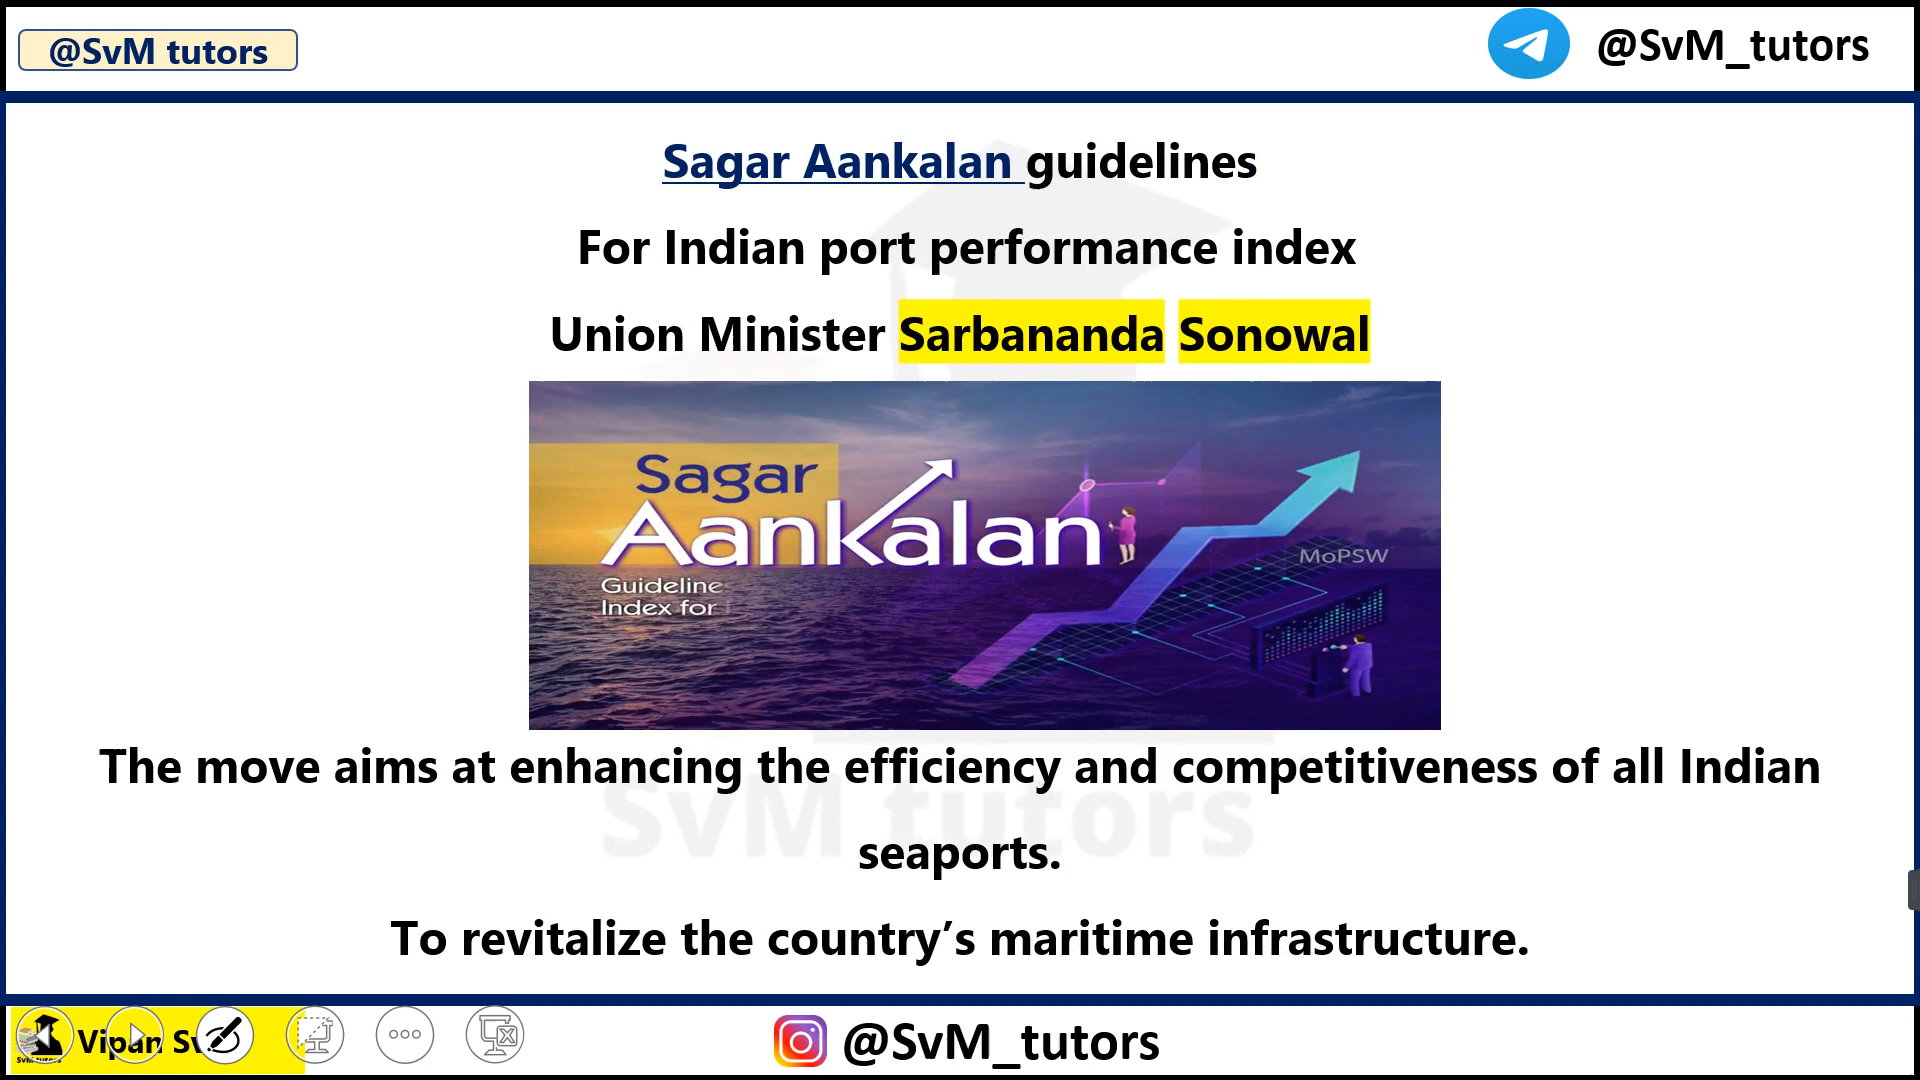 @SvM tutors
@SvM_tutors
Sagar Aankalan guidelines
For Indian port performance index
Union Minister Sarbananda Sonowal
Sagar
Aankalan
MoPSW
Guideline
Index for
The move aims at enhancing the efficiency and competitiveness of all Indian
seaports.
To revitalize the country’s maritime infrastructure.
SvM tutors
Vipan
@SvM_tutors